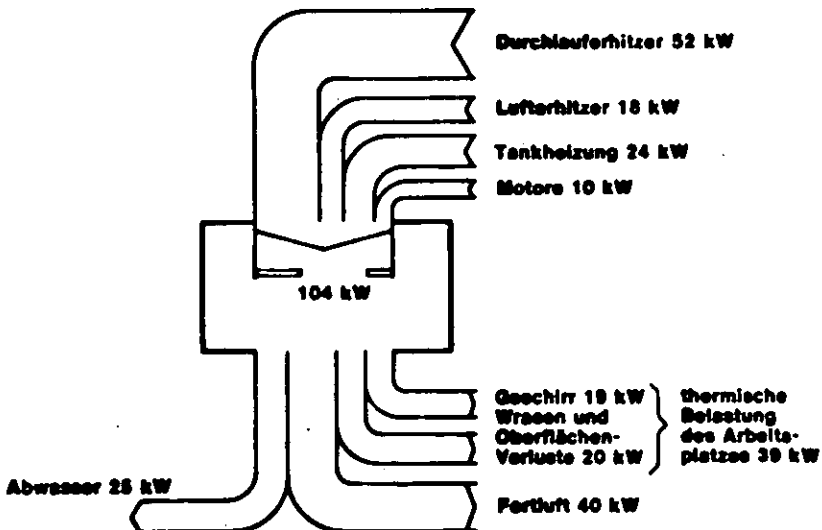 Durchlauferhitzer 52 kW
Lufterhitzer 18 kW
Tankheizung 24 kW
Motore 10 kW
104 kW
Geschirr 19 kW
Wrasen und
Oberflächen-
Verluste 20 kW
thermische
Belastung
des Arbeits-
platzes 39 kW
Abwasser 25 kW
Fortluft 40 kW